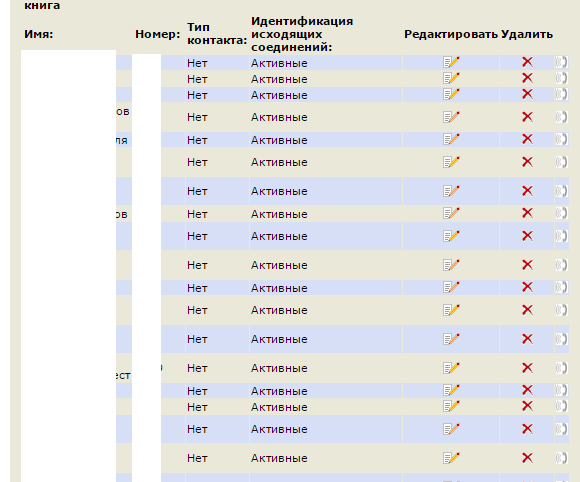 книга
Имя: Номер: Тип контакта: Идентификация исходящих соединений: Редактировать Удалить
Нет Активные
Нет Активные
Нет Активные
ов Нет Активные
ля Нет Активные
Нет Активные
Нет Активные
ов Нет Активные
Нет Активные
Нет Активные
Нет Активные
Нет Активные
Нет Активные
ест Нет Активные
Нет Активные
Нет Активные
Нет Активные
Нет Активные